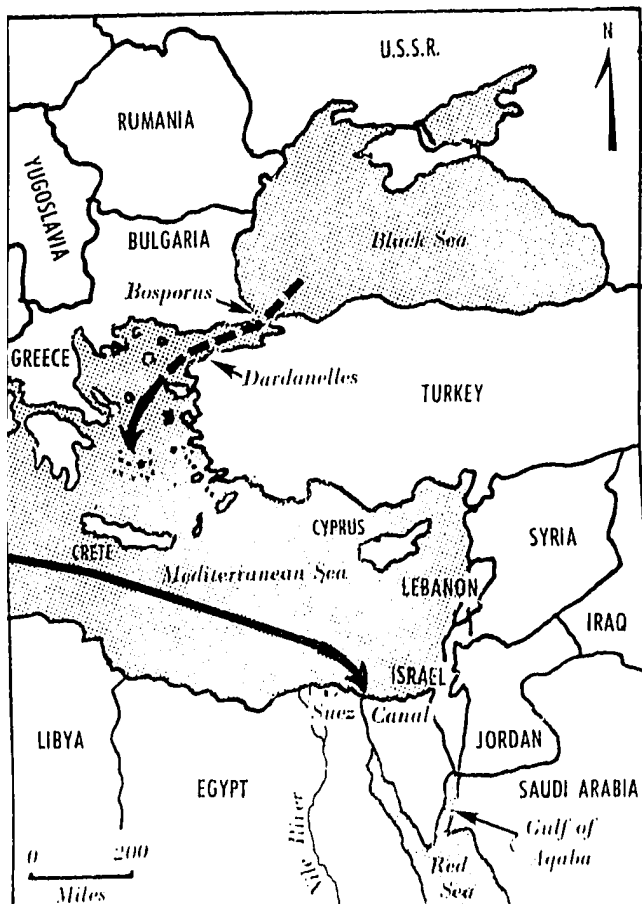 N
U.S.S.R.
RUMANIA
YUGOSLAVIA
BULGARIA
Black Sea
Bosporus
GREECE
Dardanelles
TURKEY
CRETE
CYPRUS
SYRIA
Mediterranean Sea
LEBANON
IRAQ
ISRAEL
Suez Canal
LIBYA
EGYPT
JORDAN
SAUDI ARABIA
Nile River
Gulf of
Aqaba
Red
Sea
0 200
Miles